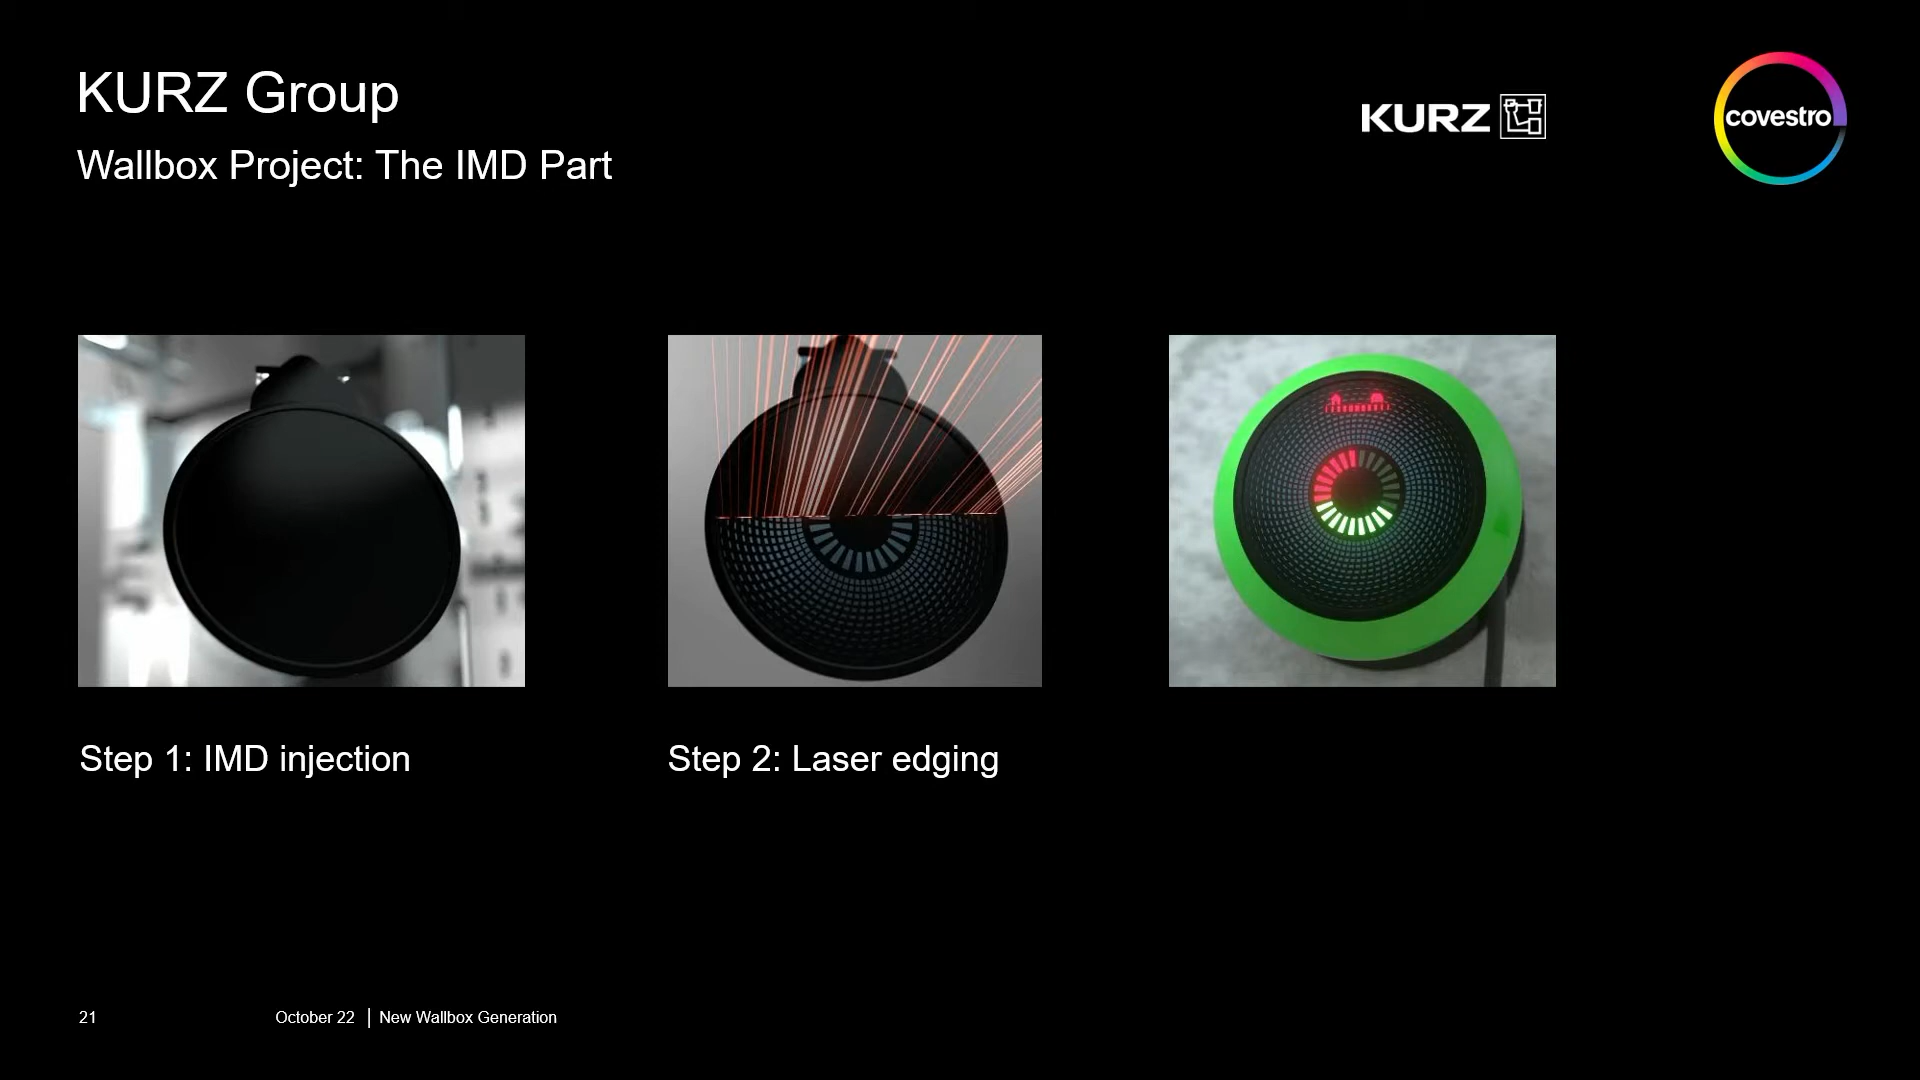 KURZ Group
Wallbox Project: The IMD Part
KURZ
covestro
Step 1: IMD injection
Step 2: Laser edging
21
October 22 | New Wallbox Generation